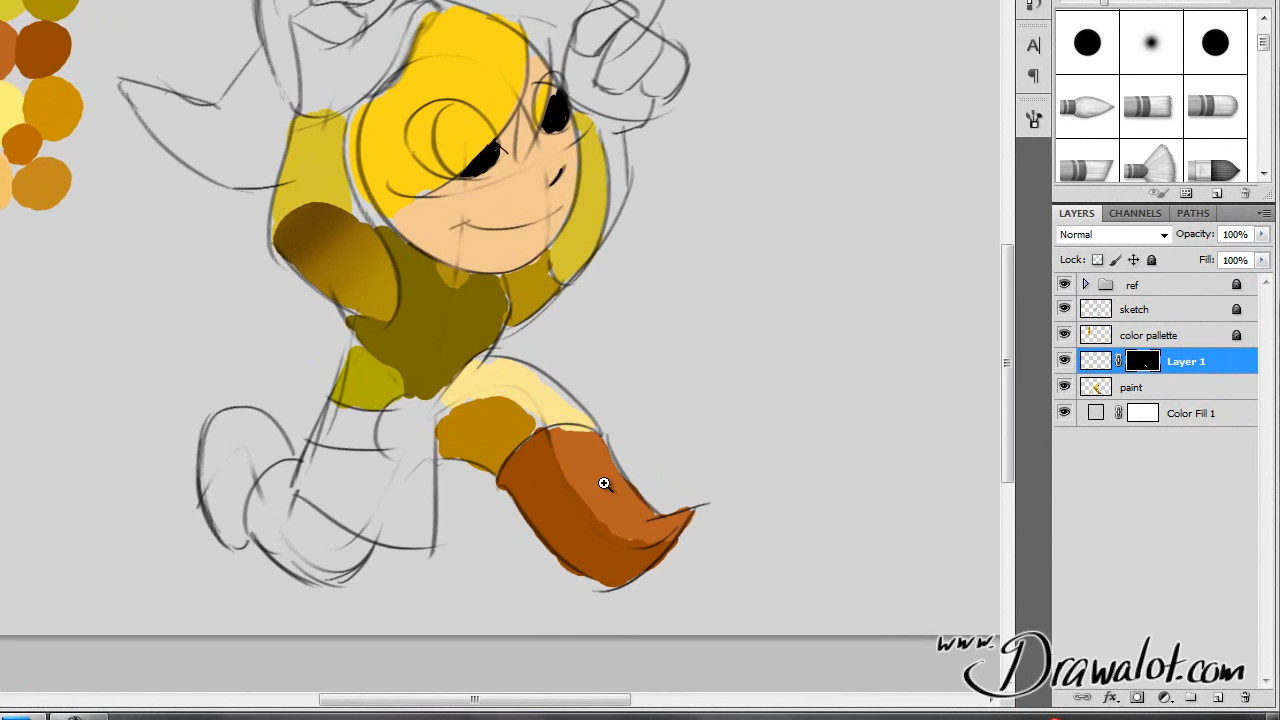 A|
LAYERS CHANNELS PATHS
Normal Opacity: 100%
Lock: Fill: 100%
ref
sketch
color pallette
Layer 1
paint
Color Fill 1
www.
Drawalot.com